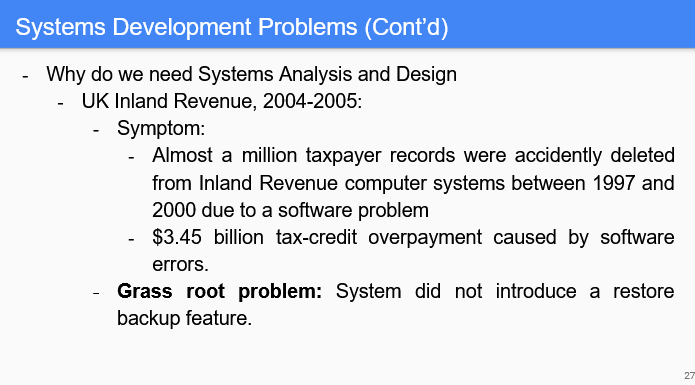 Systems Development Problems (Cont’d)
- Why do we need Systems Analysis and Design
- UK Inland Revenue, 2004-2005:
- Symptom:
- Almost a million taxpayer records were accidently deleted
from Inland Revenue computer systems between 1997 and
2000 due to a software problem
- $3.45 billion tax-credit overpayment caused by software
errors.
- Grass root problem: System did not introduce a restore
backup feature.
27